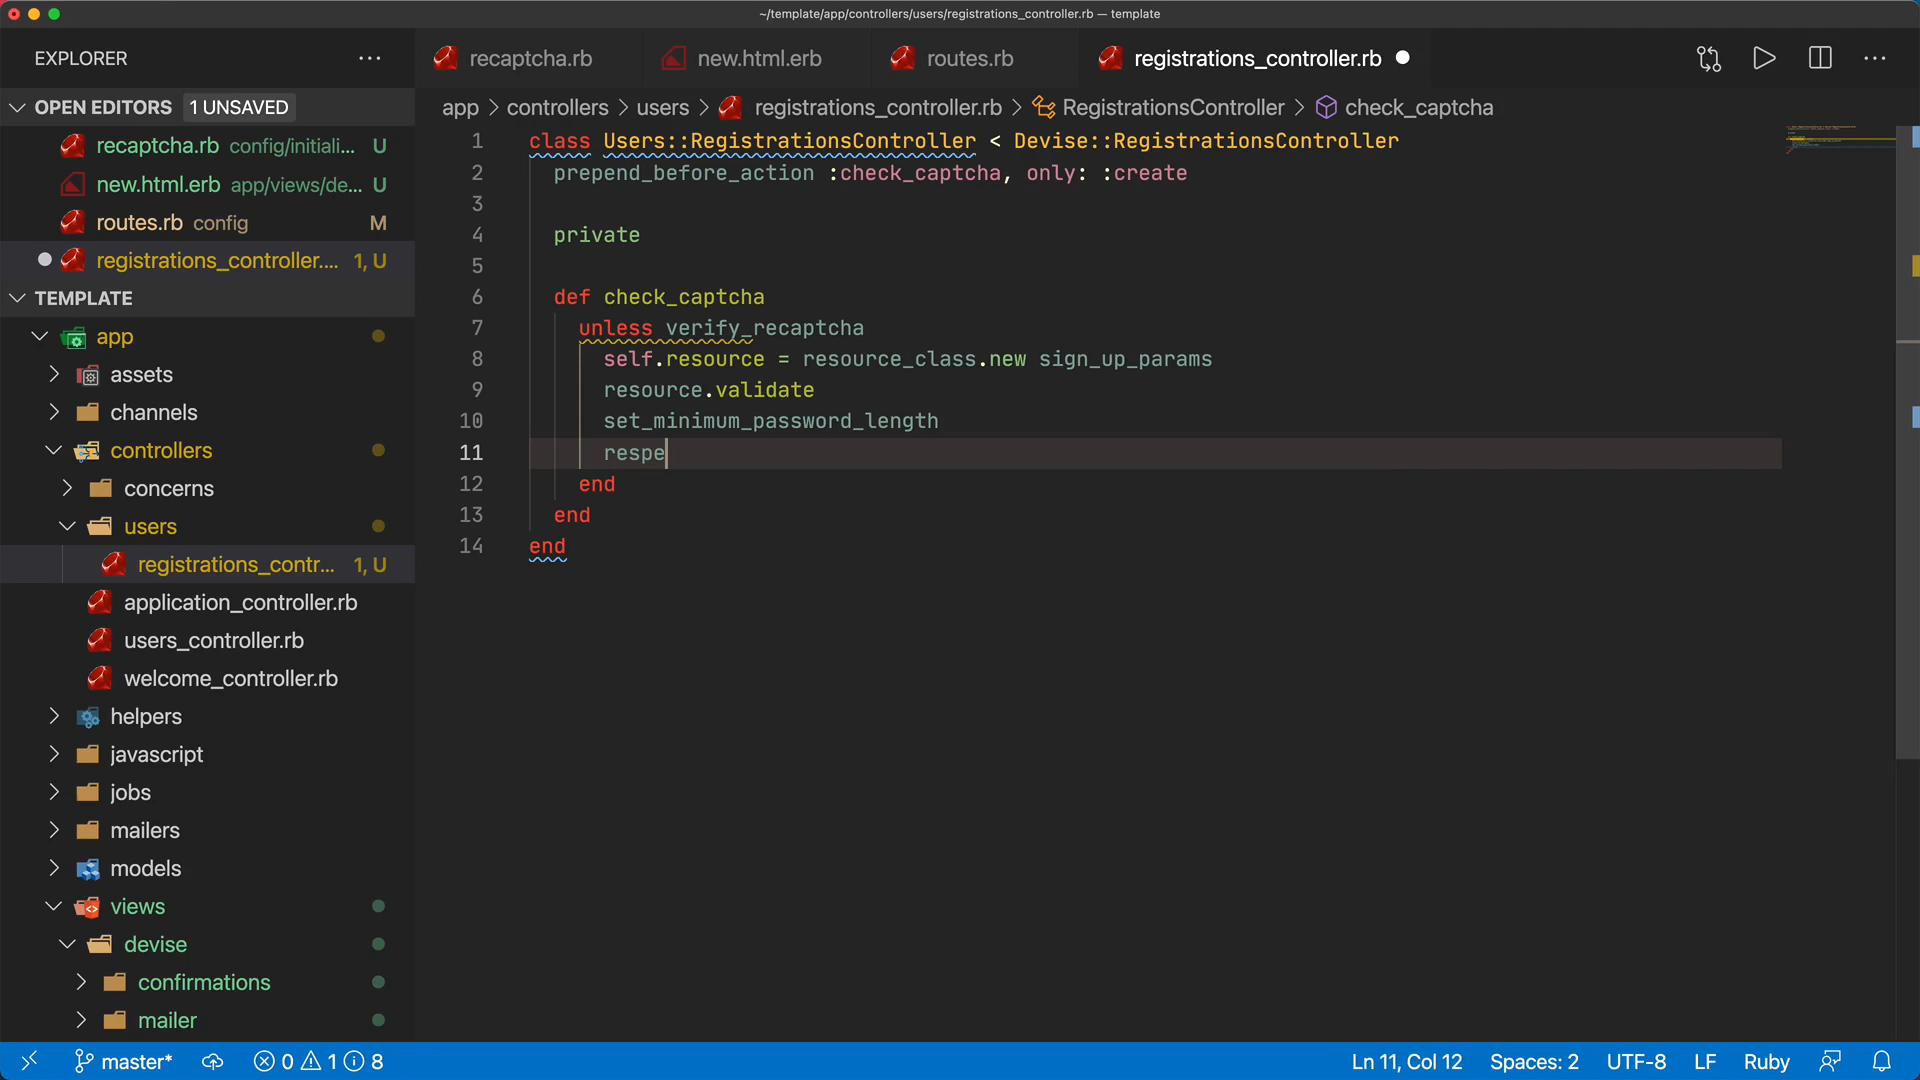 ~/template/app/controllers/users/registrations_controller.rb — template
EXPLORER
recaptcha.rb
new.html.erb
routes.rb
registrations_controller.rb
OPEN EDITORS 1 UNSAVED
recaptcha.rb config/initiali... U
new.html.erb app/views/de... U
routes.rb config M
registrations_controller.... 1, U
TEMPLATE
app
assets
channels
controllers
concerns
users
registrations_contr... 1, U
application_controller.rb
users_controller.rb
welcome_controller.rb
helpers
javascript
jobs
mailers
models
views
devise
confirmations
mailer
app > controllers > users > registrations_controller.rb > RegistrationsController > check_captcha
1 class Users::RegistrationsController < Devise::RegistrationsController
2 prepend_before_action :check_captcha, only: :create
3
4 private
5
6 def check_captcha
7 unless verify_recaptcha
8 self.resource = resource_class.new sign_up_params
9 resource.validate
10 set_minimum_password_length
11 respe
12 end
13 end
14 end
master* 0 1 8
Ln 11, Col 12 Spaces: 2 UTF-8 LF Ruby